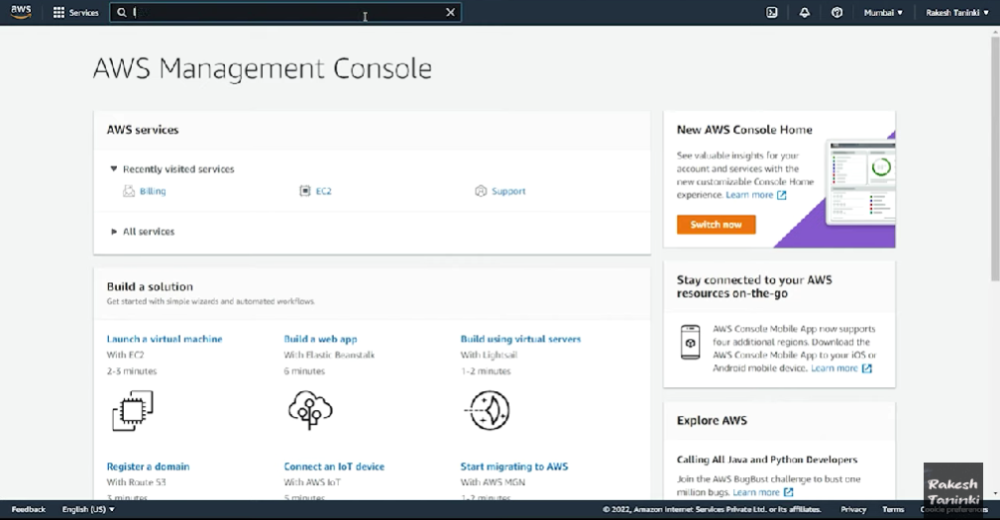 aws
Services
Mumbai
Rakesh Taninki
AWS Management Console
AWS services
Recently visited services
Billing
EC2
Support
All services
New AWS Console Home
See valuable insights for your
account and services with the
new customizable Console Home
experience. Learn more
Switch now
Build a solution
Get started with simple wizards and automated workflows.
Launch a virtual machine
With EC2
2-3 minutes
Build a web app
With Elastic Beanstalk
6 minutes
Build using virtual servers
With Lightsail
1-2 minutes
Register a domain
With Route 53
3 minutes
Connect an IoT device
With AWS IoT
5 minutes
Start migrating to AWS
With AWS MGN
1-2 minutes
Stay connected to your AWS
resources on-the-go
AWS Console Mobile App now supports
four additional regions. Download the
AWS Console Mobile App to your iOS or
Android mobile device. Learn more
Explore AWS
Calling All Java and Python Developers
Join the AWS BugBust challenge to bust one
million bugs. Learn more
Rakesh
Taninki
Feedback
English (US)
© 2022, Amazon Internet Services Private Ltd. or its affiliates.
Privacy
Terms
Cookie preferences